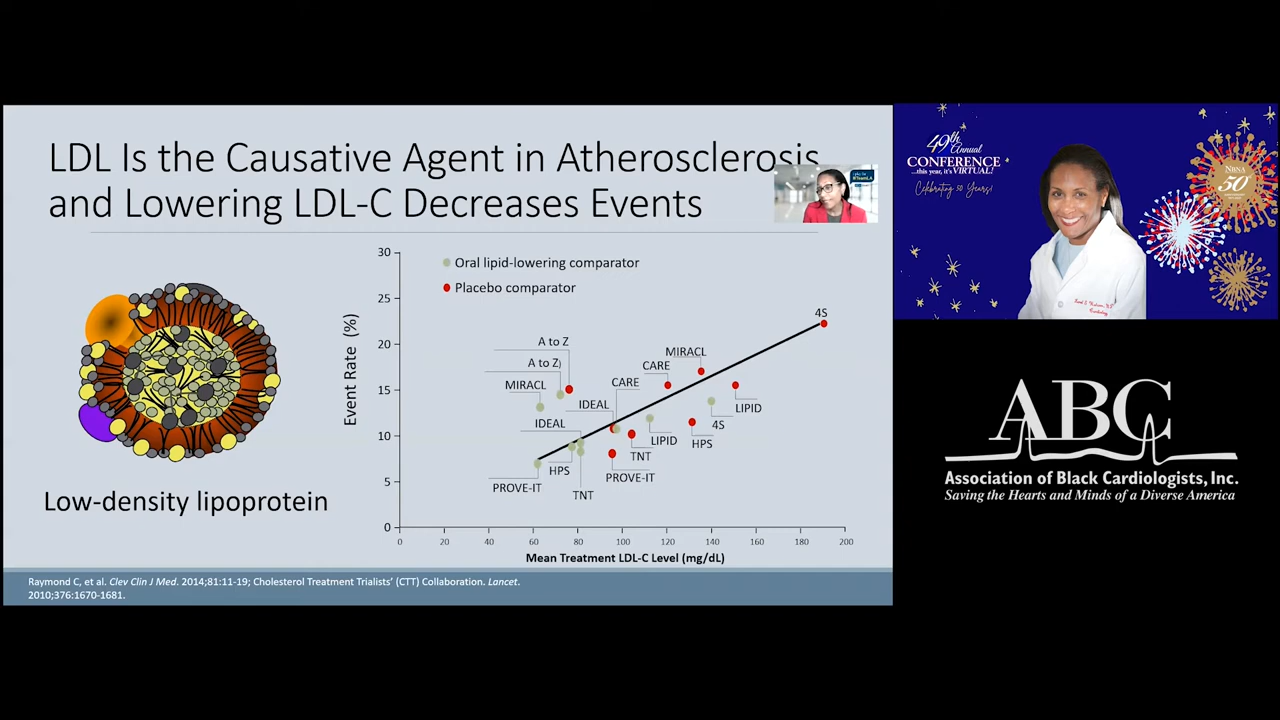 LDL Is the Causative Agent in Atherosclerosis
and Lowering LDL-C Decreases Events
30
25
20
15
10
5
0
Event Rate (%)
Oral lipid-lowering comparator
Placebo comparator
4S
A to Z
A to Z)
MIRACL
MIRACL
CARE
CARE
IDEAL
IDEAL
LIPID
4S
HPS
LIPID
TNT
HPS
PROVE-IT
PROVE-IT
TNT
0 20 40 60 80 100 120 140 160 180 200
Mean Treatment LDL-C Level (mg/dL)
Low-density lipoprotein
Raymond C, et al. Clev Clin J Med. 2014;81:11-19; Cholesterol Treatment Trialists’ (CTT) Collaboration. Lancet.
2010;376:1670-1681.
49th Annual
CONFERENCE
...this year, it's VIRTUAL!
Celebrating 50 Years!
NBNA
50
Cardiology
ABC
Association of Black Cardiologists, Inc.
Saving the Hearts and Minds of a Diverse America